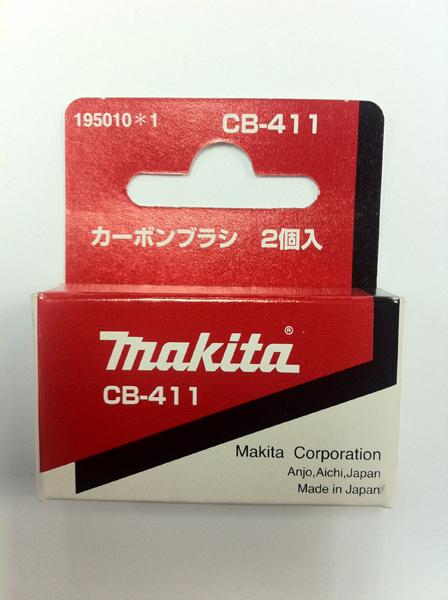 195010*1 CB-411
カーボンブラシ 2個入
makita®
CB-411
Makita Corporation
Anjo,Aichi,Japan
Made in Japan